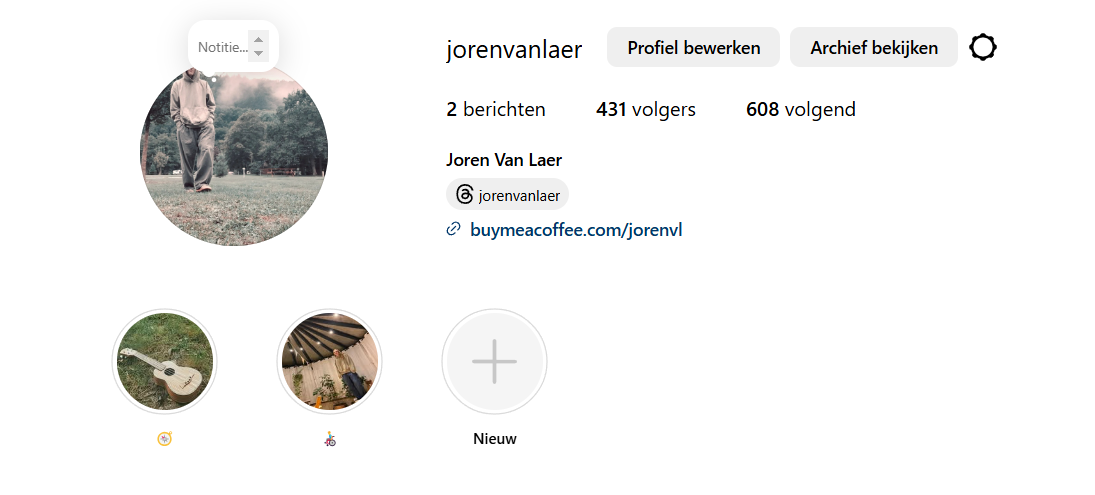 Notitie...
jorenvanlaer Profiel bewerken Archief bekijken
2 berichten 431 volgers 608 volgend
Joren Van Laer
jorenvanlaer
buymeacoffee.com/jorenvl
Nieuw